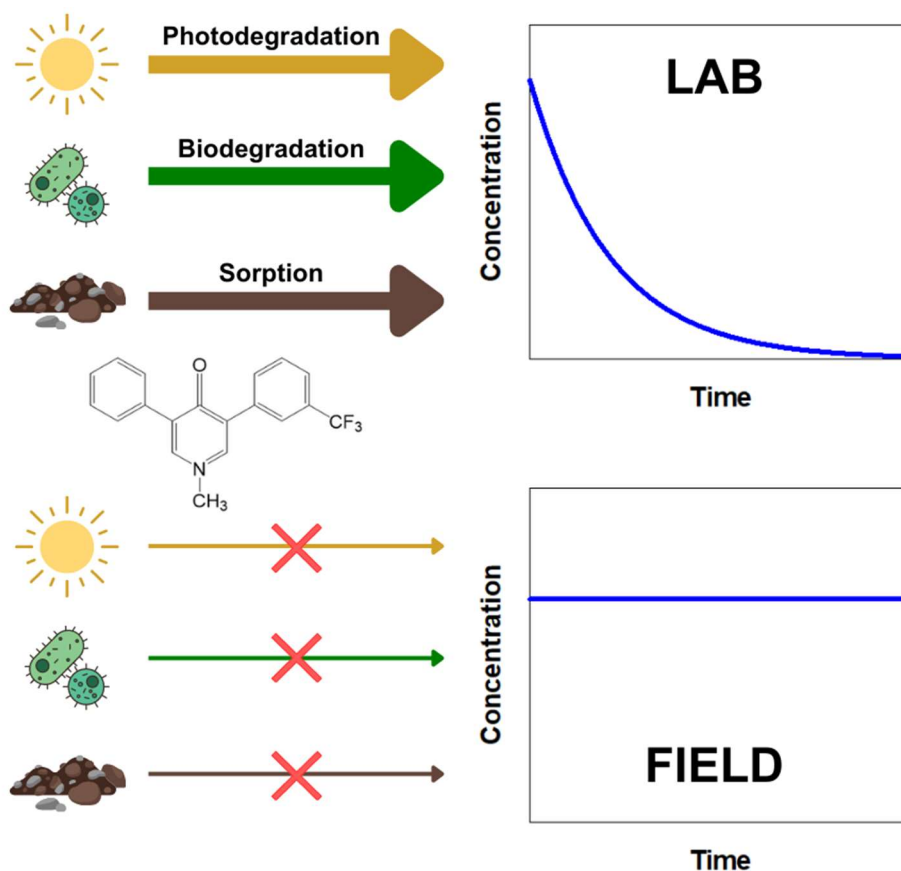 Photodegradation
Biodegradation
Sorption
LAB
Concentration
Time
O
CF3
N
CH3
Concentration
FIELD
Time